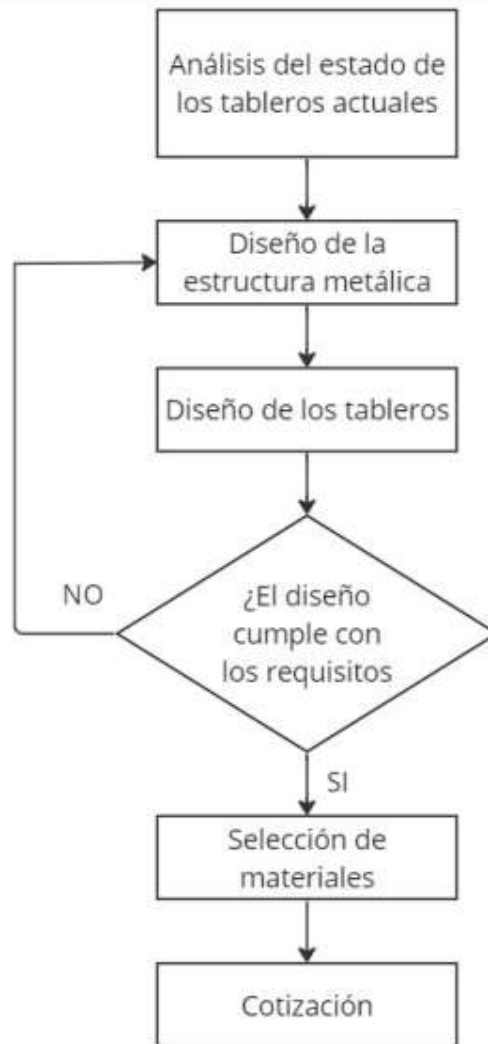 Análisis del estado de
los tableros actuales
Diseño de la
estructura metálica
Diseño de los tableros
NO
¿El diseño
cumple con
los requisitos
SI
Selección de
materiales
Cotización